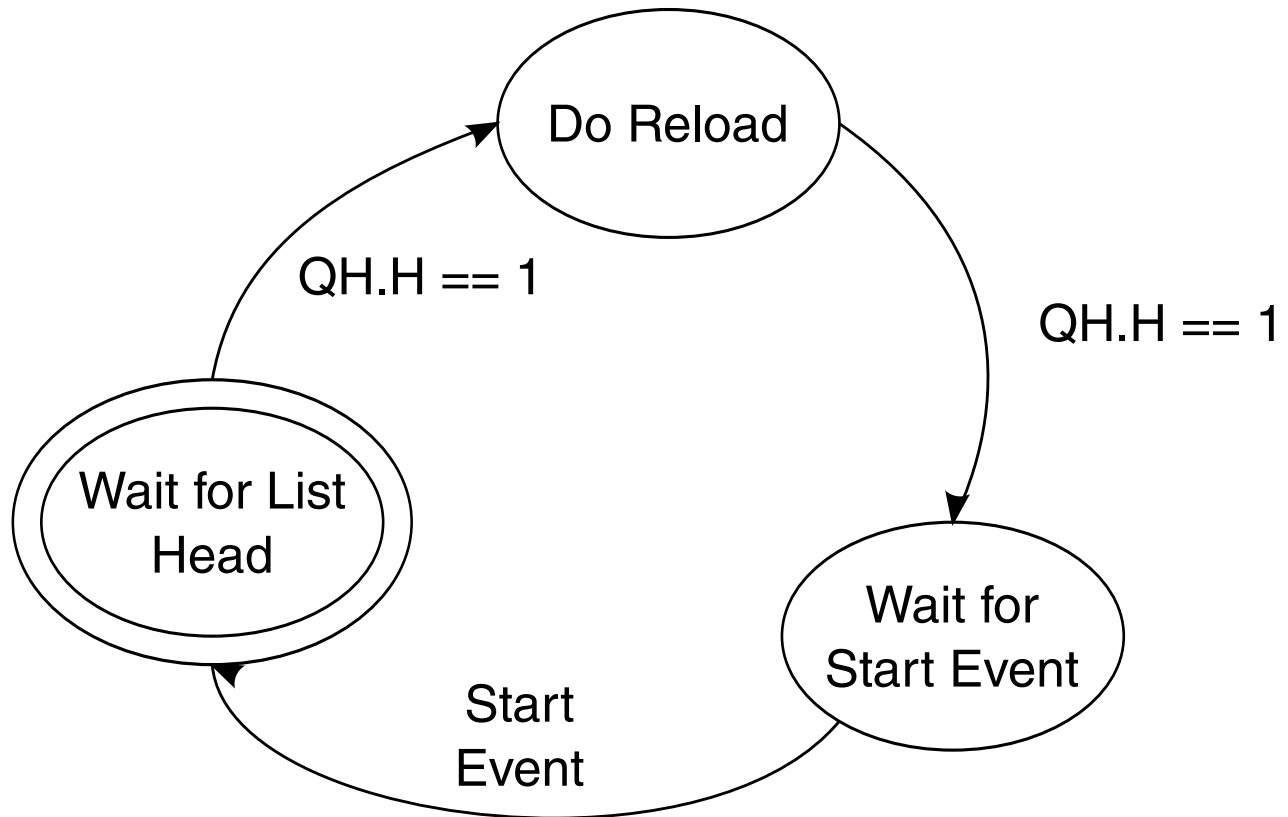 Do Reload
QH.H == 1
QH.H == 1
Wait for List
Head
Wait for
Start Event
Start
Event